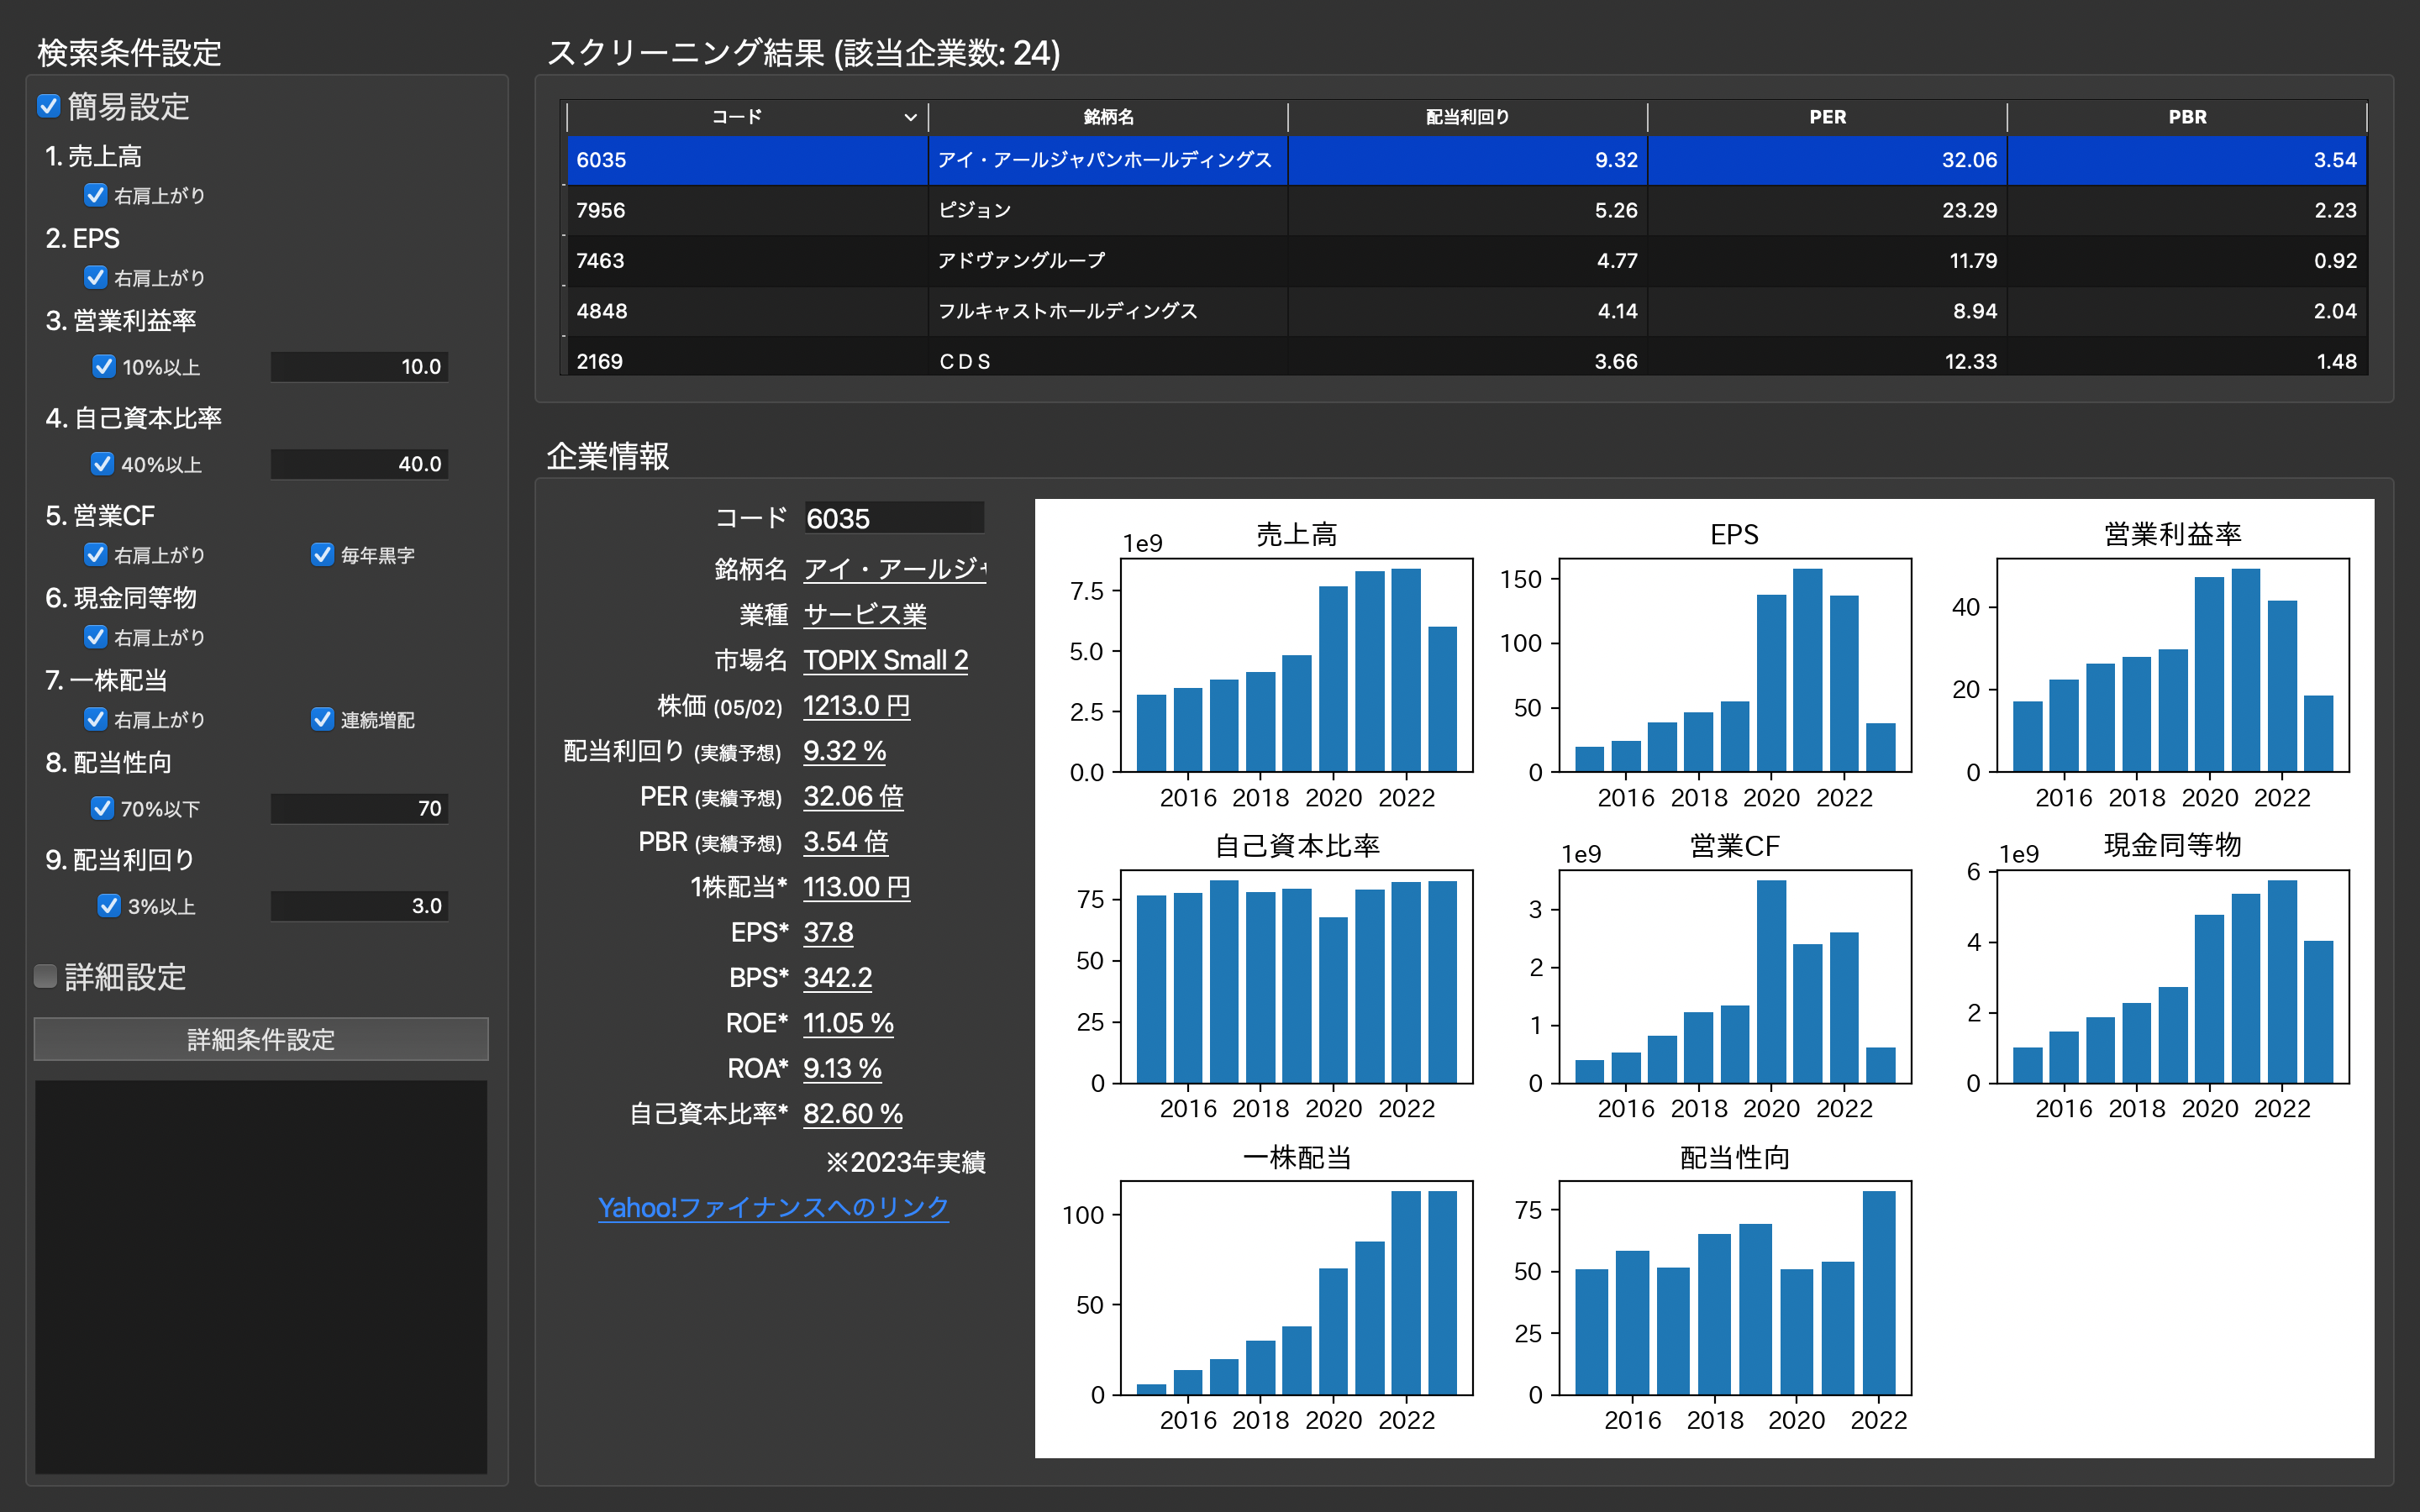 検索条件設定
簡易設定
1. 売上高
右肩上がり
2. EPS
右肩上がり
3. 営業利益率
10%以上 10.0
4. 自己資本比率
40%以上 40.0
5. 営業CF
右肩上がり 毎年黒字
6. 現金同等物
右肩上がり
7. 一株配当
右肩上がり 連続増配
8. 配当性向
70%以下 70
9. 配当利回り
3%以上 3.0
詳細設定
詳細条件設定
スクリーニング結果 (該当企業数: 24)
コード 銘柄名 配当利回り PER PBR
6035 アイ・アールジャパンホールディングス 9.32 32.06 3.54
7956 ピジョン 5.26 23.29 2.23
7463 アドヴァングループ 4.77 11.79 0.92
4848 フルキャストホールディングス 4.14 8.94 2.04
2169 ＣＤＳ 3.66 12.33 1.48
企業情報
コード 6035
銘柄名 アイ・アールジャ
業種 サービス業
市場名 TOPIX Small 2
株価 (05/02) 1213.0 円
配当利回り (実績予想) 9.32 %
PER (実績予想) 32.06 倍
PBR (実績予想) 3.54 倍
1株配当* 113.00 円
EPS* 37.8
BPS* 342.2
ROE* 11.05 %
ROA* 9.13 %
自己資本比率* 82.60 %
※2023年実績
Yahoo!ファイナンスへのリンク
売上高
1e9
7.5
5.0
2.5
0.0
2016 2018 2020 2022
EPS
150
100
50
0
2016 2018 2020 2022
営業利益率
40
20
0
2016 2018 2020 2022
自己資本比率
75
50
25
0
2016 2018 2020 2022
営業CF
1e9
3
2
1
0
2016 2018 2020 2022
現金同等物
1e9
6
4
2
0
2016 2018 2020 2022
一株配当
100
50
0
2016 2018 2020 2022
配当性向
75
50
25
0
2016 2018 2020 2022